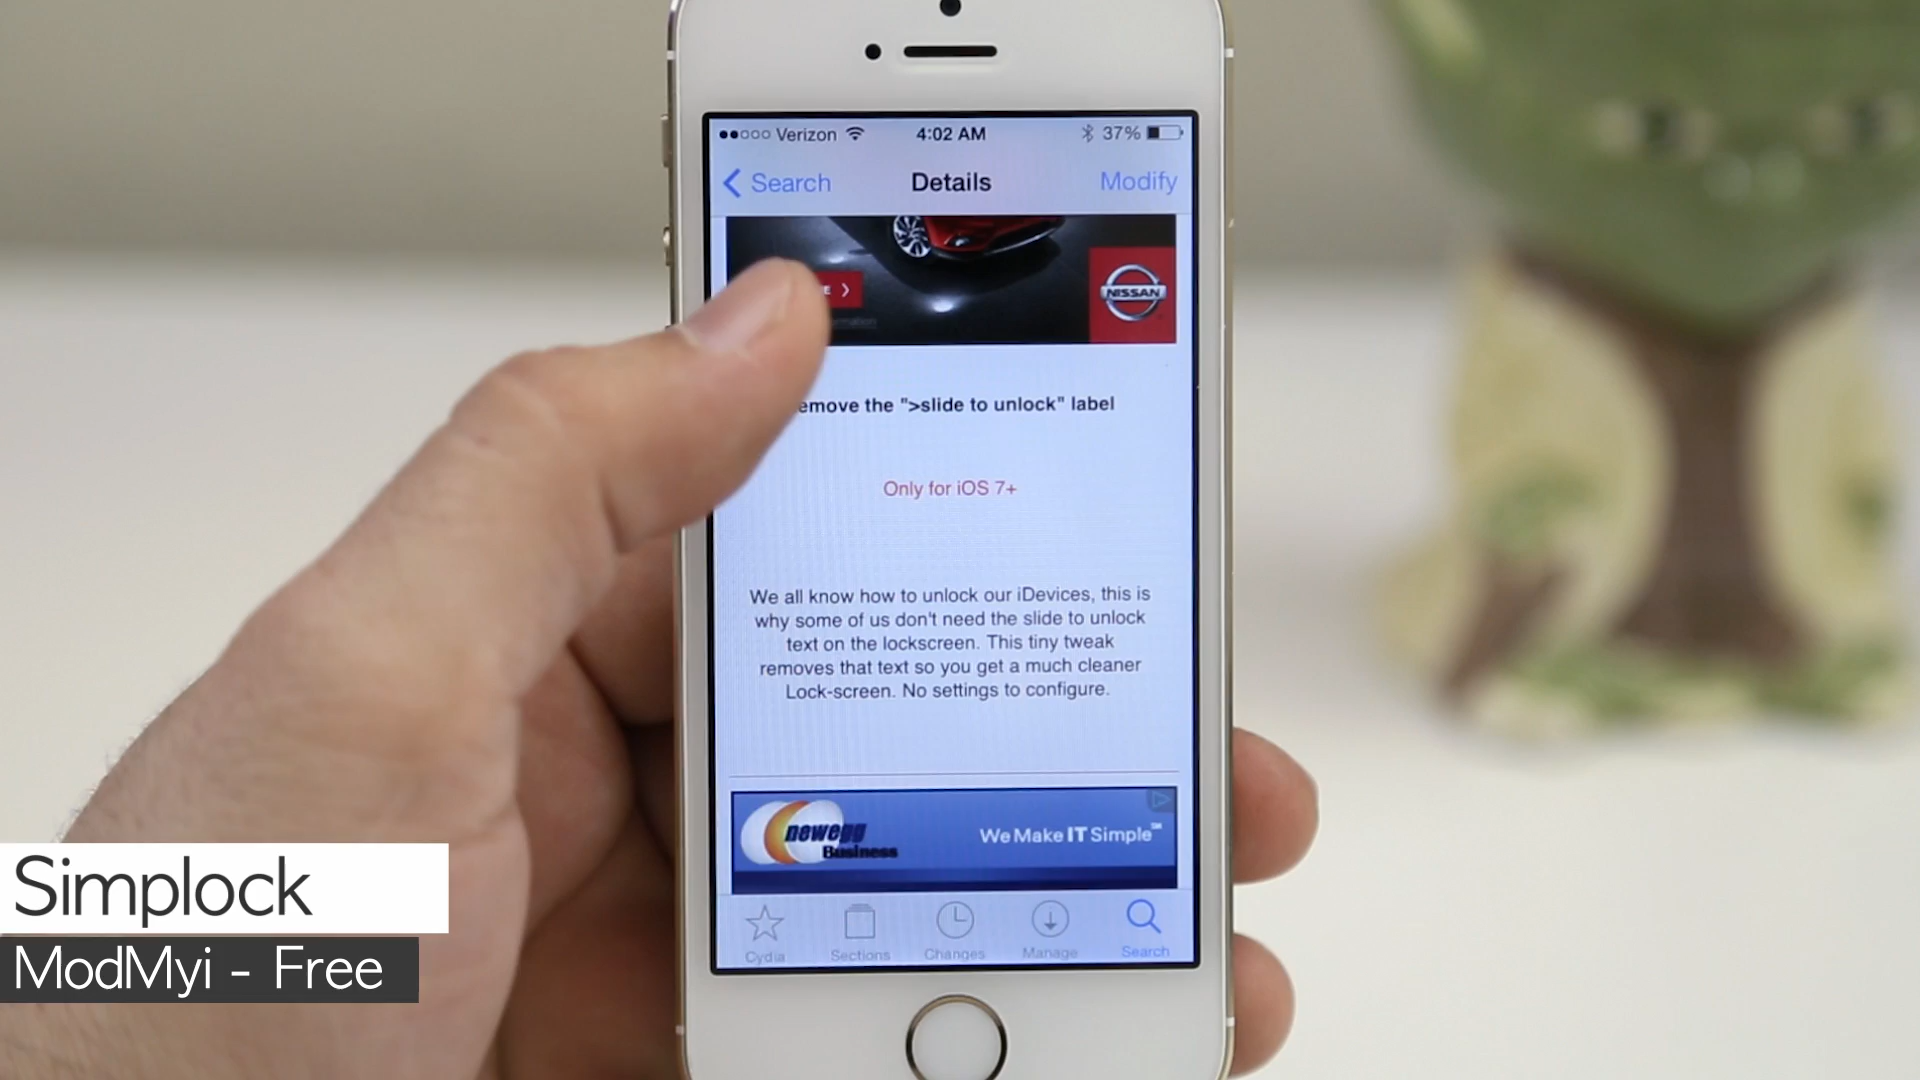 Verizon 4:02 AM 37%
Search Details Modify
NISSAN
emove the ">slide to unlock" label
Only for iOS 7+
We all know how to unlock our iDevices, this is
why some of us don't need the slide to unlock
text on the lockscreen. This tiny tweak
removes that text so you get a much cleaner
Lock-screen. No settings to configure.
newegg
Business
We Make IT Simple℠
Cydia Sections Changes Manage Search
Simplock
ModMyi - Free